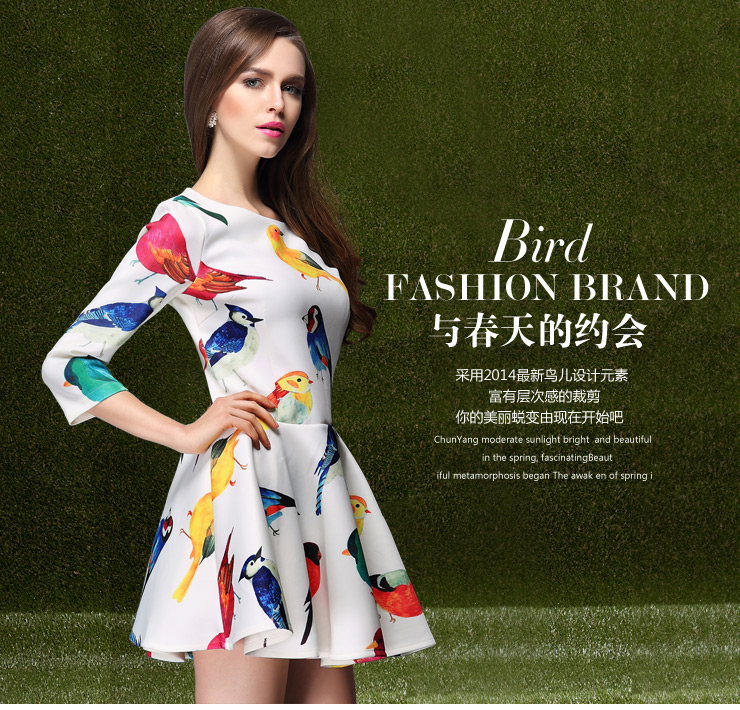 Bird
FASHION BRAND
与春天的约会
采用2014最新鸟儿设计元素
富有层次感的裁剪
你的美丽蜕变由现在开始吧
ChunYang moderate sunlight bright and beautiful
in the spring, fascinatingBeaut
iful metamorphosis began The awak en of spring i